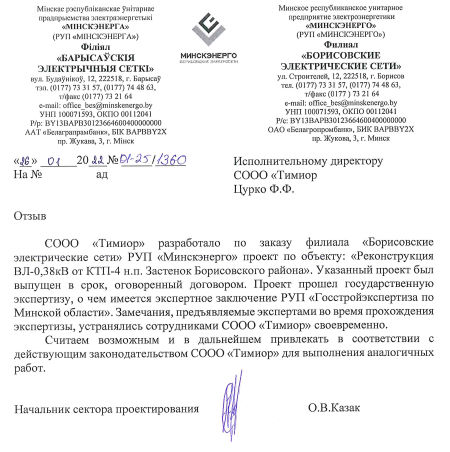 Мінскае рэспубліканскае ўнітарнае
прадпрыемства электраэнергетыкі
«МІНСКЭНЕРГА»
(РУП «МІНСКЭНЕРГА»)
Філіял
«БАРЫСАЎСКІЯ
ЭЛЕКТРЫЧНЫЯ СЕТКІ»
вул. Будаўнікоў, 12, 222518, г. Барысаў
тэл. (0177) 73 31 57, (0177) 74 48 63,
т/факс (0177) 73 21 64
e-mail: office_bes@minskenergo.by
УНП 100071593, ОКПО 00112041
Р/р: BY13BAPB30123664600400000000
ААТ «Белаграпрамбанк», БІК BAPBBY2X
пр. Жукава, 3, г. Мінск
МИНСКЭНЕРГО
Минское республиканское унитарное
предприятие электроэнергетики
«МИНСКЭНЕРГО»
(РУП «МИНСКЭНЕРГО»)
Филиал
«БОРИСОВСКИЕ
ЭЛЕКТРИЧЕСКИЕ СЕТИ»
ул. Строителей, 12, 222518, г. Борисов
тел. (0177) 73 31 57, (0177) 74 48 63,
т/факс (0177) 73 21 64
e-mail: office_bes@minskenergo.by
УНП 100071593, ОКПО 00112041
Р/с: BY13BAPB30123664600400000000
ОАО «Белагропромбанк», БИК BAPBBY2X
пр. Жукова, 3, г. Минск
«26» 01 2022 № 01-25/1360
На № ад
Исполнительному директору
СООО «Тимиор
Цурко Ф.Ф.
Отзыв
СООО «Тимиор» разработало по заказу филиала «Борисовские
электрические сети» РУП «Минскэнерго» проект по объекту: «Реконструкция
ВЛ-0,38кВ от КТП-4 н.п. Застенок Борисовского района». Указанный проект был
выпущен в срок, оговоренный договором. Проект прошел государственную
экспертизу, о чем имеется экспертное заключение РУП «Госстройэкспертиза по
Минской области». Замечания, предъявляемые экспертами во время прохождения
экспертизы, устранялись сотрудниками СООО «Тимиор» своевременно.
Считаем возможным и в дальнейшем привлекать в соответствии с
действующим законодательством СООО «Тимиор» для выполнения аналогичных
работ.
Начальник сектора проектирования О.В.Казак